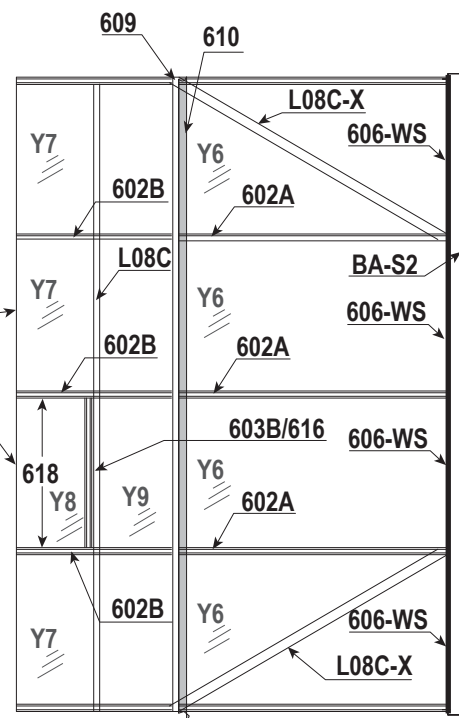 609
610
L08C-X
Y7
Y6
606-WS
602B
602A
L08C
BA-S2
Y7
Y6
606-WS
602B
602A
603B/616
606-WS
618
Y8
Y9
Y6
602A
602B
Y7
Y6
606-WS
L08C-X